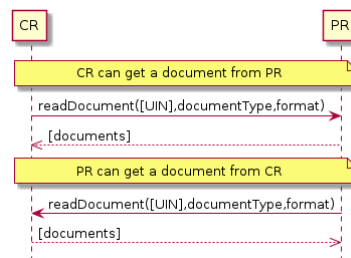 CR PR
CR can get a document from PR
readDocument([UIN],documentType,format)
[documents]
PR can get a document from CR
readDocument([UIN],documentType,format)
[documents]